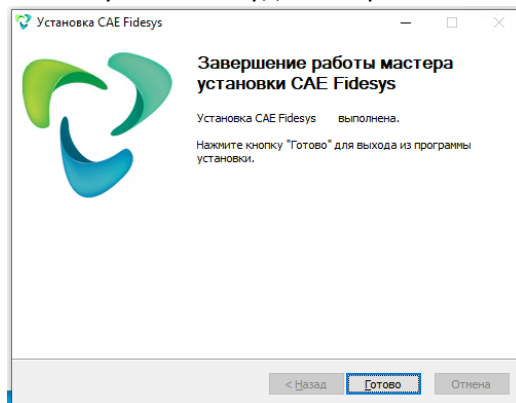 Установка CAE Fidesys
Завершение работы мастера
установки CAE Fidesys
Установка CAE Fidesys выполнена.
Нажмите кнопку "Готово" для выхода из программы
установки.
< Назад Готово Отмена